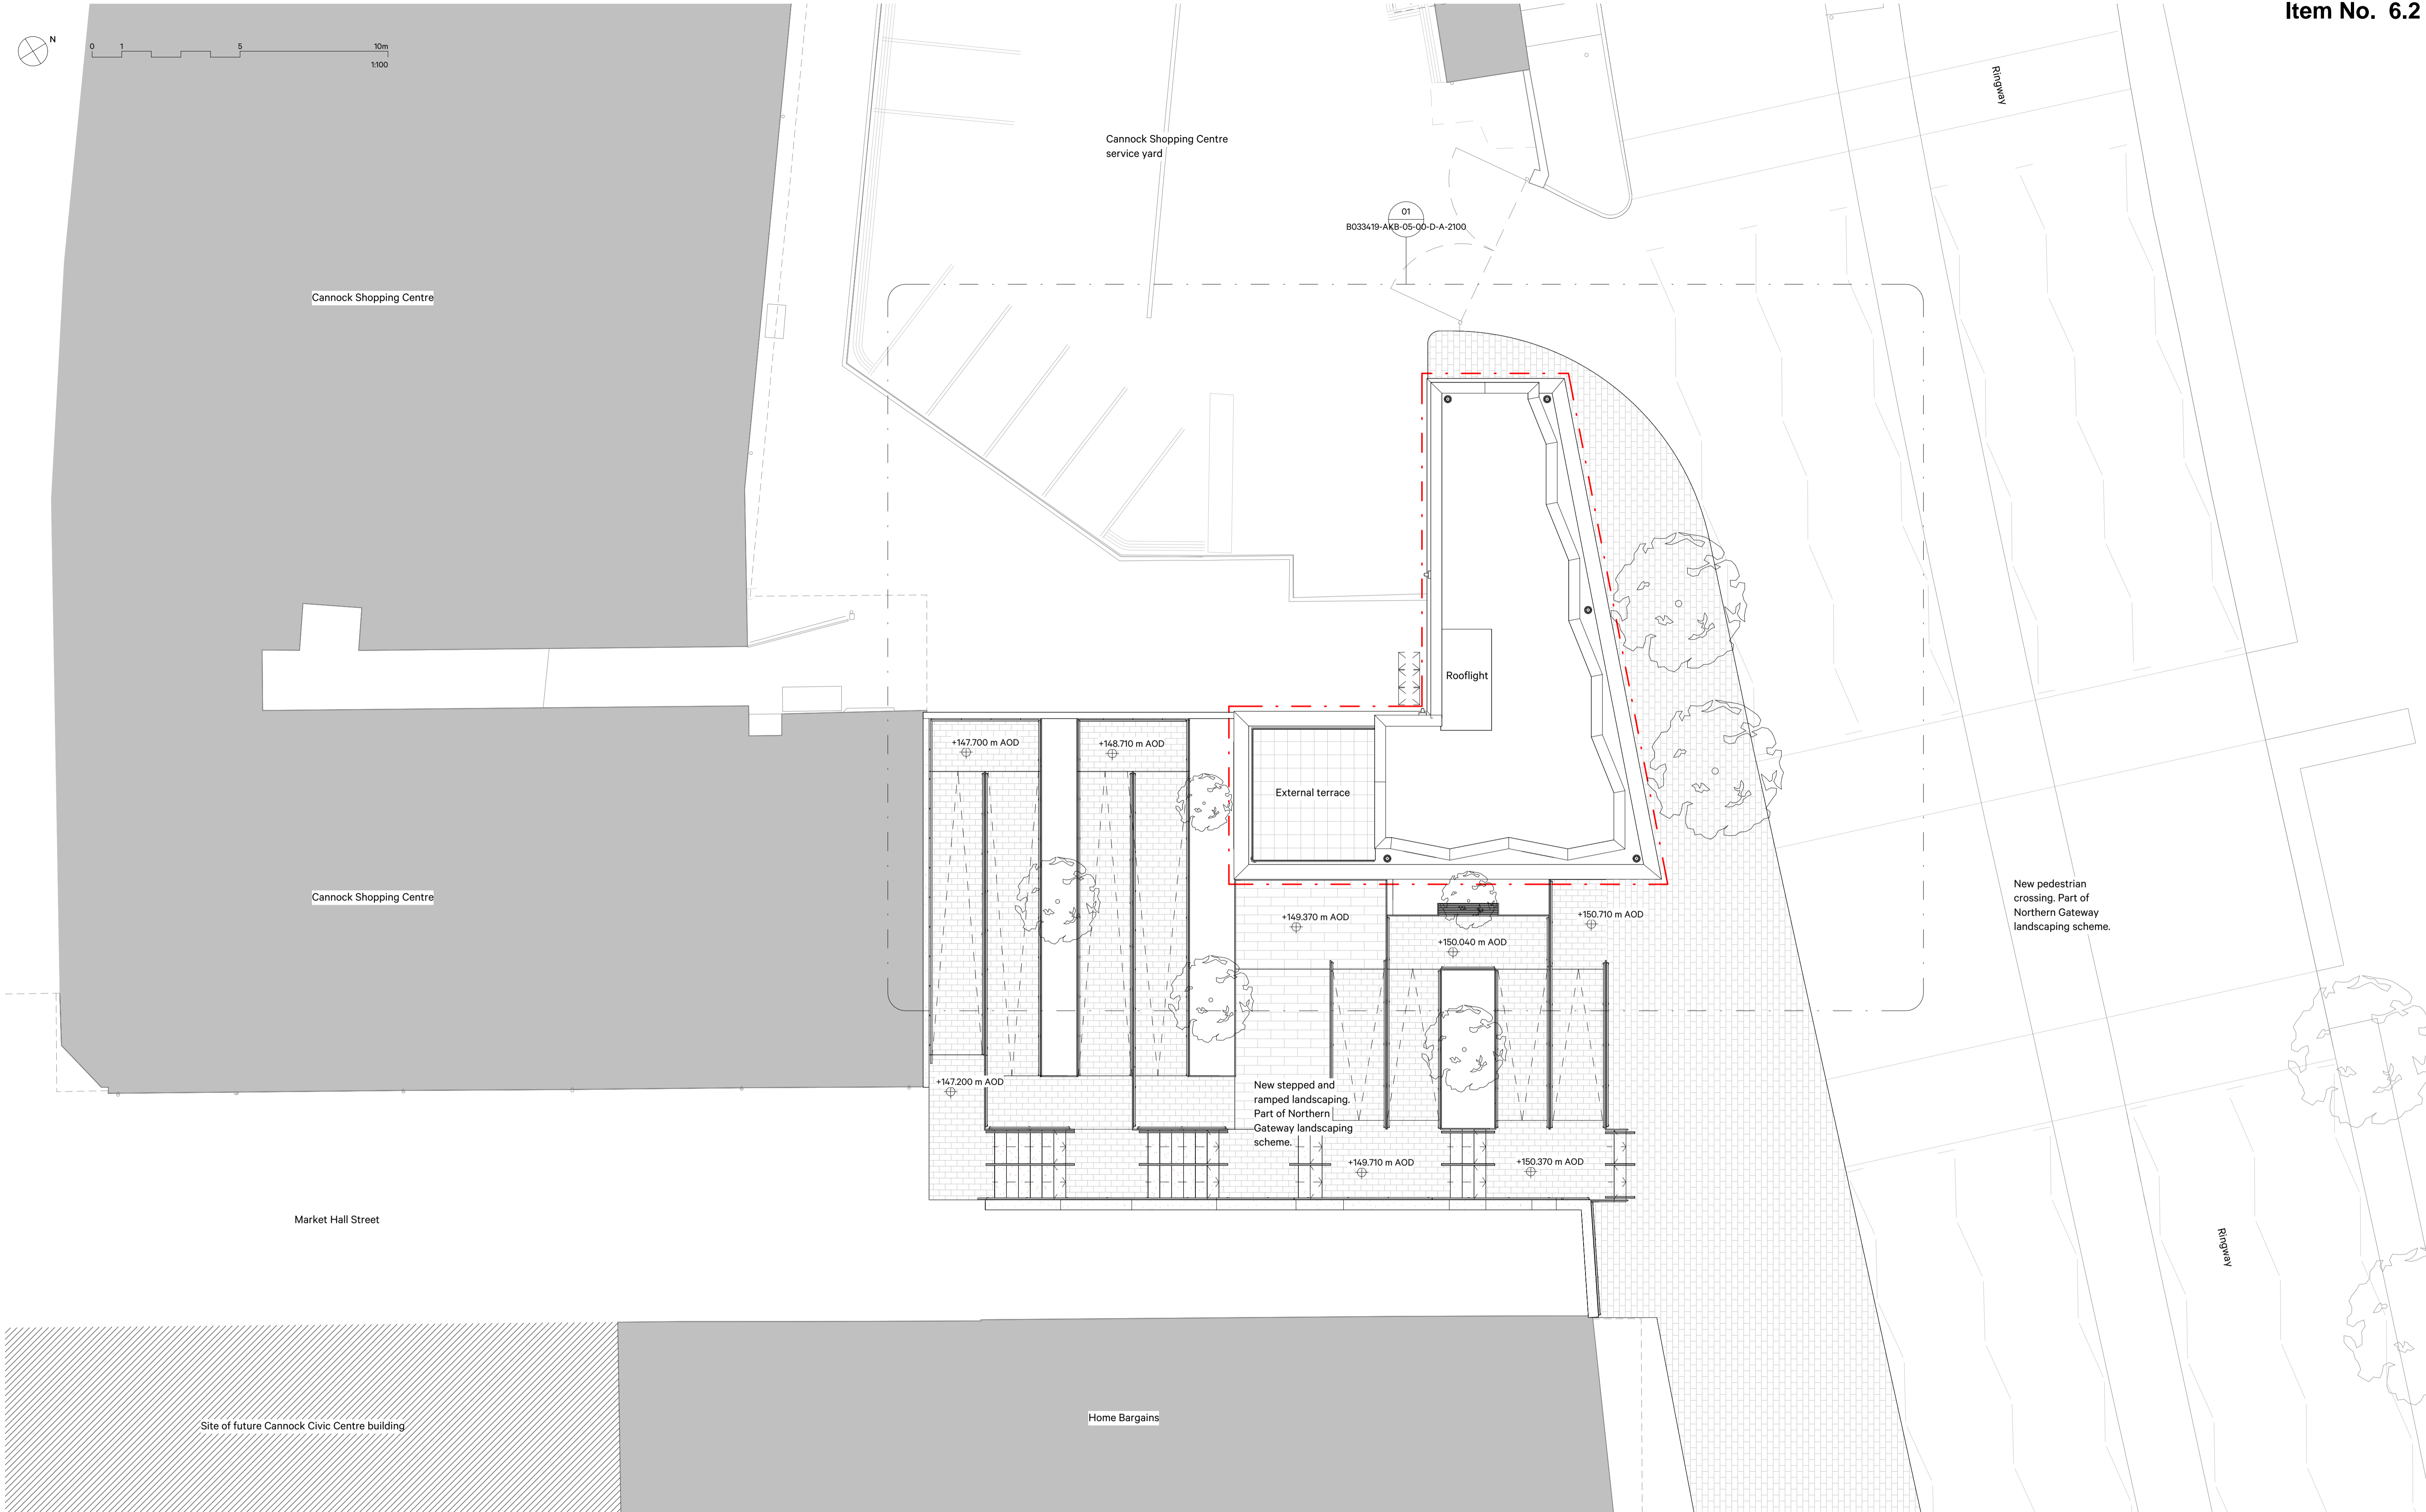 Item No. 6.2
N
0 1 5 10m
1:100
Ringway
Cannock Shopping Centre
service yard
01
B033419-AKB-05-00-D-A-2100
Cannock Shopping Centre
Rooflight
+147.700 m AOD
+148.710 m AOD
External terrace
Cannock Shopping Centre
+149.370 m AOD
+150.710 m AOD
+150.040 m AOD
New pedestrian
crossing. Part of
Northern Gateway
landscaping scheme.
+147.200 m AOD
New stepped and
ramped landscaping.
Part of Northern
Gateway landscaping
scheme.
+149.710 m AOD
+150.370 m AOD
Market Hall Street
Ringway
Home Bargains
Site of future Cannock Civic Centre building